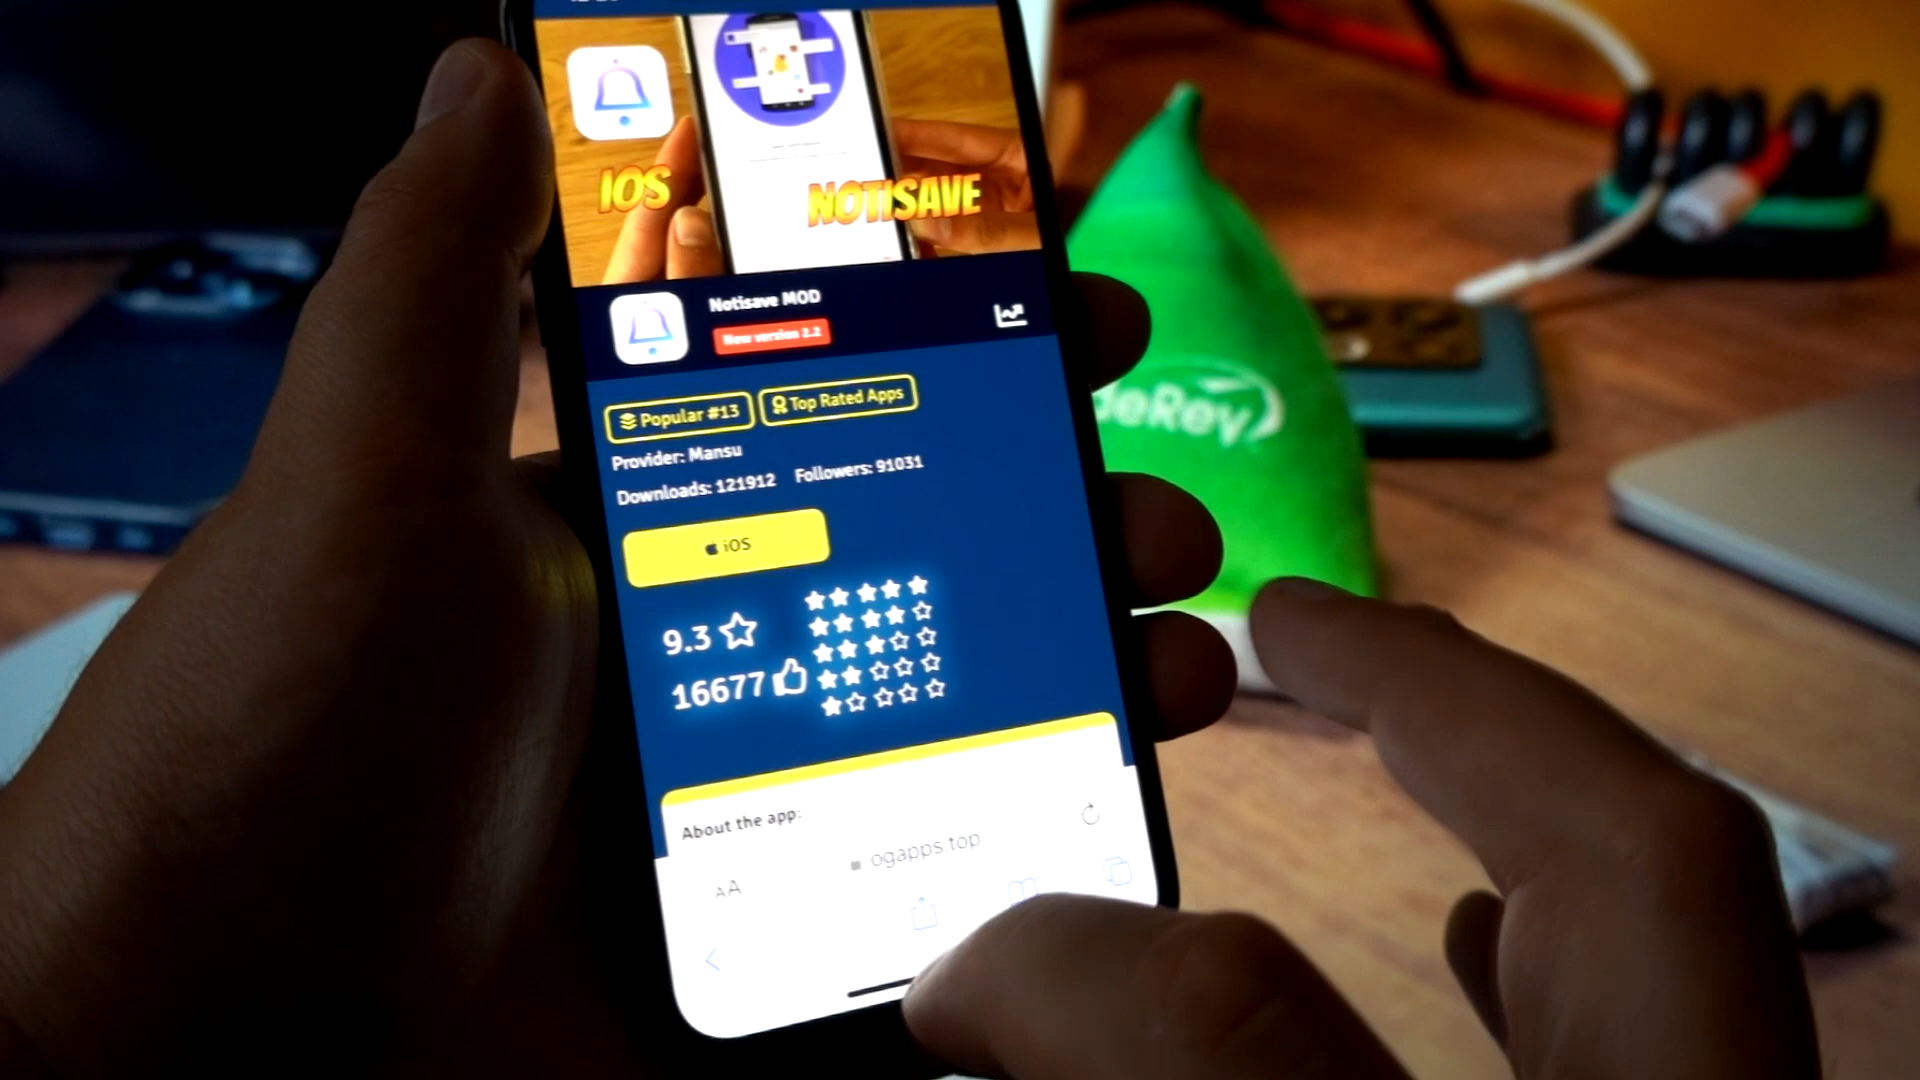 IOS
NOTISAVE
Notisave MOD
New version 2.2
Popular #13
Top Rated Apps
Provider: Mansu
Downloads: 121912 Followers: 91031
iOS
9.3
16677
About the app:
AA
ogapps.top
deRey